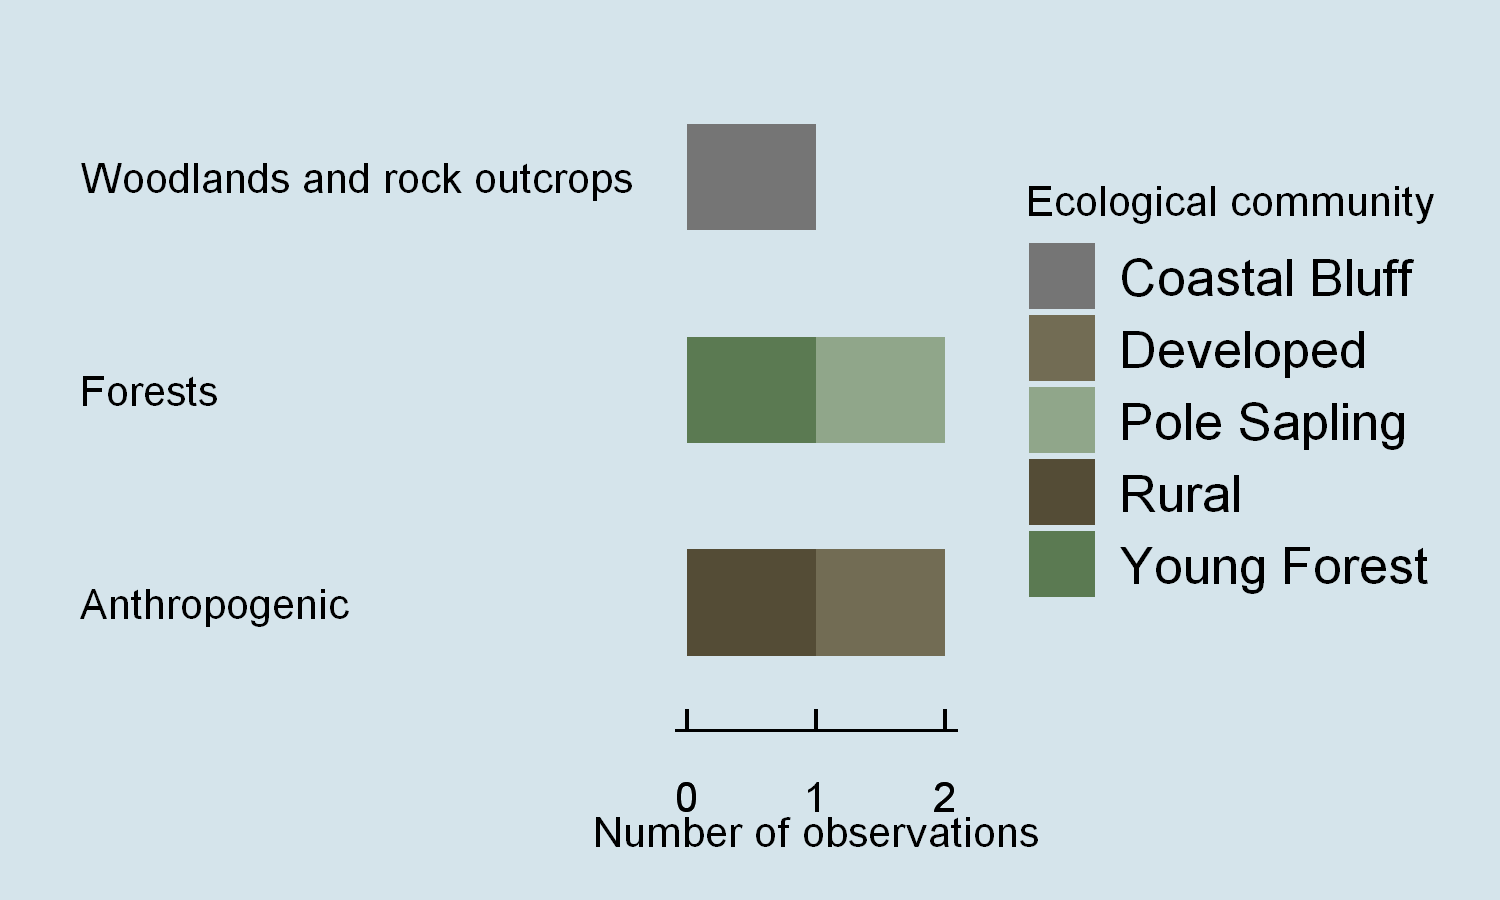 Woodlands and rock outcrops
Forests
Anthropogenic
0 1 2
Number of observations
Ecological community
Coastal Bluff
Developed
Pole Sapling
Rural
Young Forest